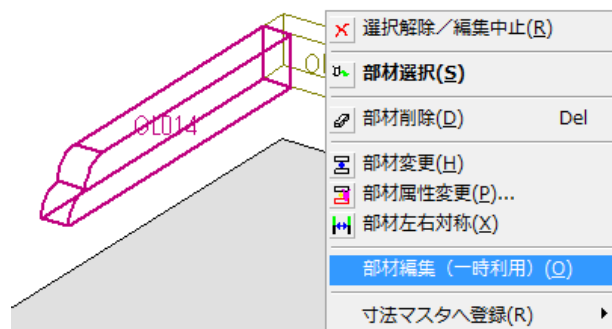 OL014
選択解除／編集中止(R)
部材選択(S)
部材削除(D) Del
部材変更(H)
部材属性変更(P)...
部材左右対称(X)
部材編集（一時利用）(O)
寸法マスタへ登録(R)